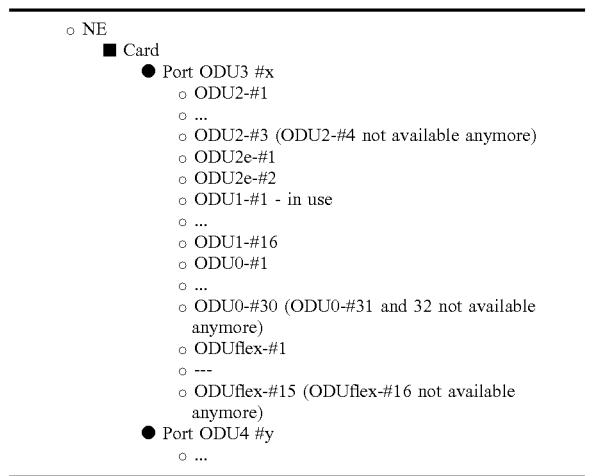 ○ NE
■ Card
● Port ODU3 #x
○ ODU2-#1
○ ...
○ ODU2-#3 (ODU2-#4 not available anymore)
○ ODU2e-#1
○ ODU2e-#2
○ ODU1-#1 - in use
○ ...
○ ODU1-#16
○ ODU0-#1
○ ...
○ ODU0-#30 (ODU0-#31 and 32 not available
anymore)
○ ODUflex-#1
○ ---
○ ODUflex-#15 (ODUflex-#16 not available
anymore)
● Port ODU4 #y
○ ...